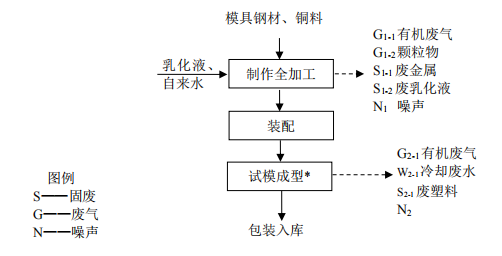 模具钢材、铜料
G1-1有机废气
G1-2颗粒物
S1-1废金属
S1-2废乳化液
N1 噪声
乳化液、
自来水
制作全加工
装配
试模成型*
G2-1有机废气
W2-1冷却废水
S2-1废塑料
N2
包装入库
图例
S——固废
G——废气
N——噪声